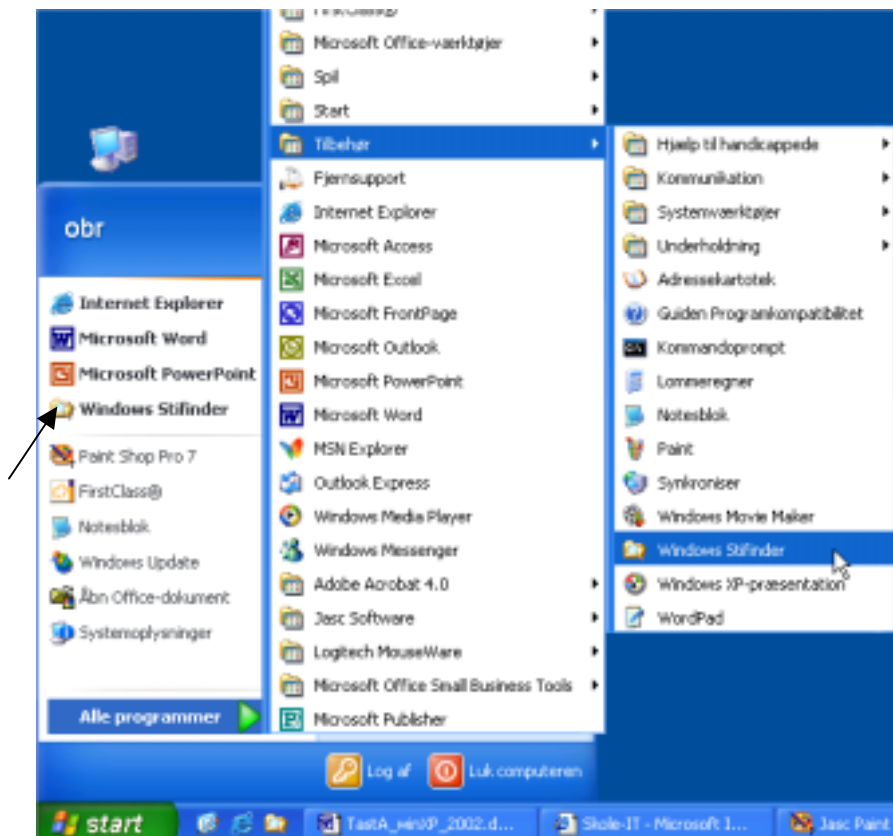 FirstClass®
Microsoft Office-værktøjer
Spil
Start
Tilbehør
Fjernsupport
Internet Explorer
Microsoft Access
Microsoft Excel
Microsoft FrontPage
Microsoft Outlook
Microsoft PowerPoint
Microsoft Word
MSN Explorer
Outlook Express
Windows Media Player
Windows Messenger
Adobe Acrobat 4.0
Jasc Software
Logitech MouseWare
Microsoft Office Small Business Tools
Microsoft Publisher
Hjælp til handicappede
Kommunikation
Systemværktøjer
Underholdning
Adressekartotek
Guiden Programkompatibilitet
Kommandoprompt
Lommeregner
Notesblok
Paint
Synkroniser
Windows Movie Maker
Windows Stifinder
Windows XP-præsentation
WordPad
obr
Internet Explorer
Microsoft Word
Microsoft PowerPoint
Windows Stifinder
Paint Shop Pro 7
FirstClass®
Notesblok
Windows Update
Åbn Office-dokument
Systemoplysninger
Alle programmer
Log af
Luk computeren
start
TastA_winXP_2002.d...
Skole-IT - Microsoft I...
Jasc Paint